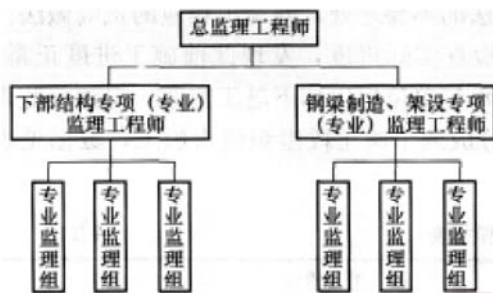 总监理工程师
下部结构专项（专业）
监理工程师
钢梁制造、架设专项
（专业）监理工程师
专业监理组
专业监理组
专业监理组
专业监理组
专业监理组
专业监理组